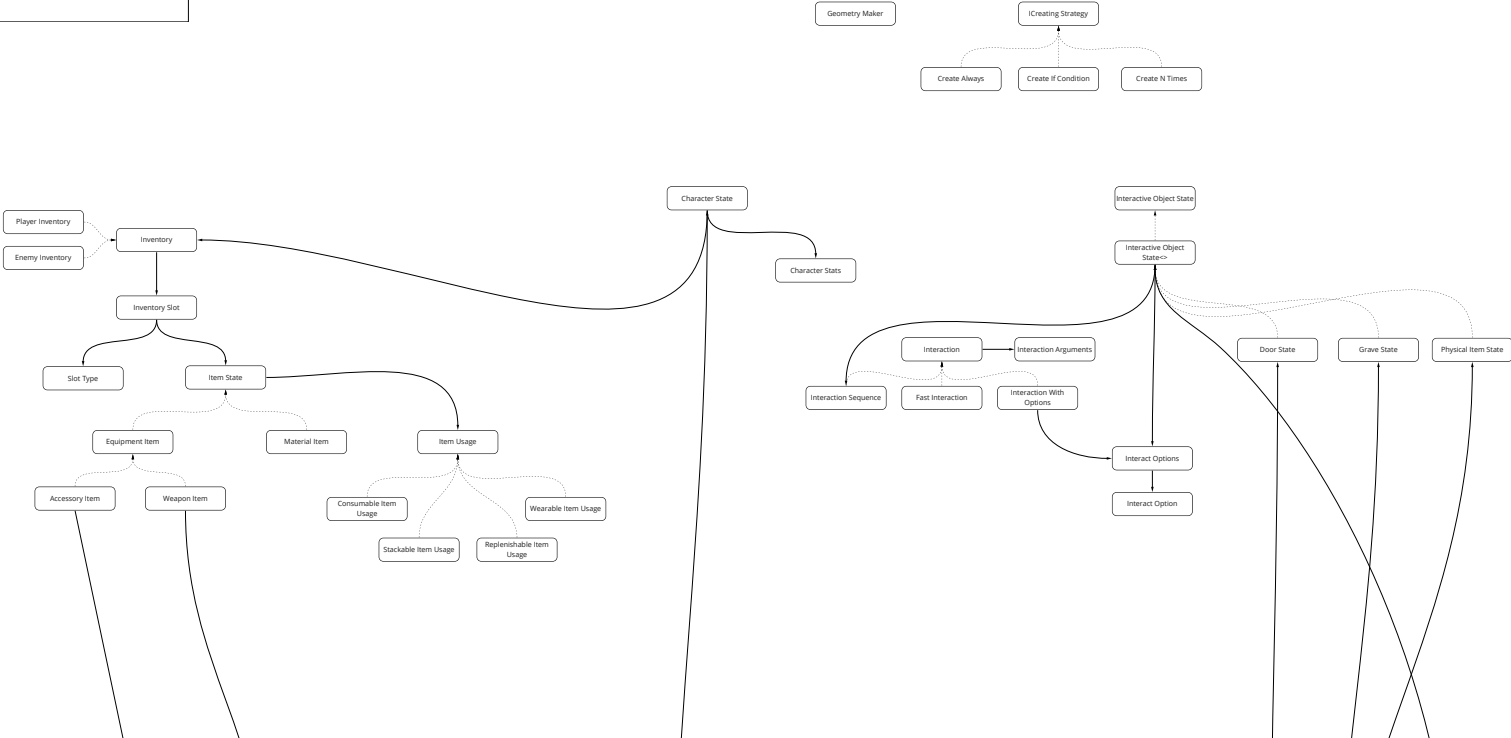 Geometry Maker
ICreating Strategy
Create Always
Create If Condition
Create N Times
Character State
Interactive Object State
Player Inventory
Inventory
Enemy Inventory
Interactive Object
State<>
Character Stats
Inventory Slot
Interaction
Interaction Arguments
Door State
Grave State
Physical Item State
Slot Type
Item State
Interaction Sequence
Fast Interaction
Interaction With
Options
Equipment Item
Material Item
Item Usage
Interact Options
Accessory Item
Weapon Item
Consumable Item
Usage
Wearable Item Usage
Interact Option
Stackable Item Usage
Replenishable Item
Usage